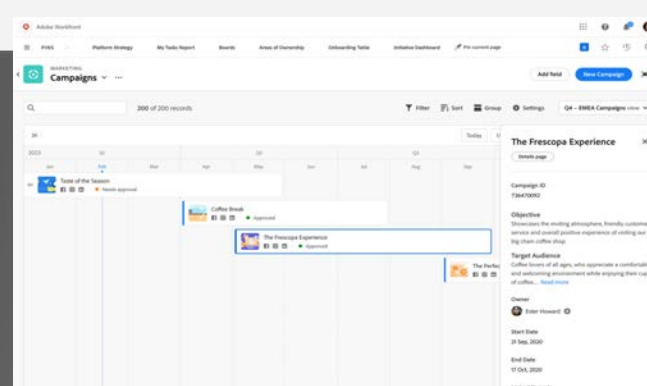 Adobe Workfront
FY65
Platform Strategy
My Tasks Report
Boards
Areas of Ownership
Onboarding Table
Initiative Dashboard
Pin current page
MARKETING
Campaigns
Add field
New Campaign
200 of 200 records
Filter
Sort
Group
Settings
Q4 – EMEA Campaigns view
Today
2023
Q1
Q2
Q3
Jan
Feb
Mar
Apr
May
Jun
Jul
Aug
Sep
Taste of the Season
Needs approval
Coffee Break
Approved
The Frescopa Experience
Approved
The Perfec
The Frescopa Experience
Details page
Campaign ID
736470092
Objective
Showcases the inviting atmosphere, friendly custome
service and overall positive experience of visiting our
big chain coffee shop
Target Audience
Coffee lovers of all ages, who appreciate a comfortabl
and welcoming environment while enjoying their cup
of coffee... Read more
Owner
Ester Howard
Start Date
21 Sep, 2020
End Date
17 Oct, 2020